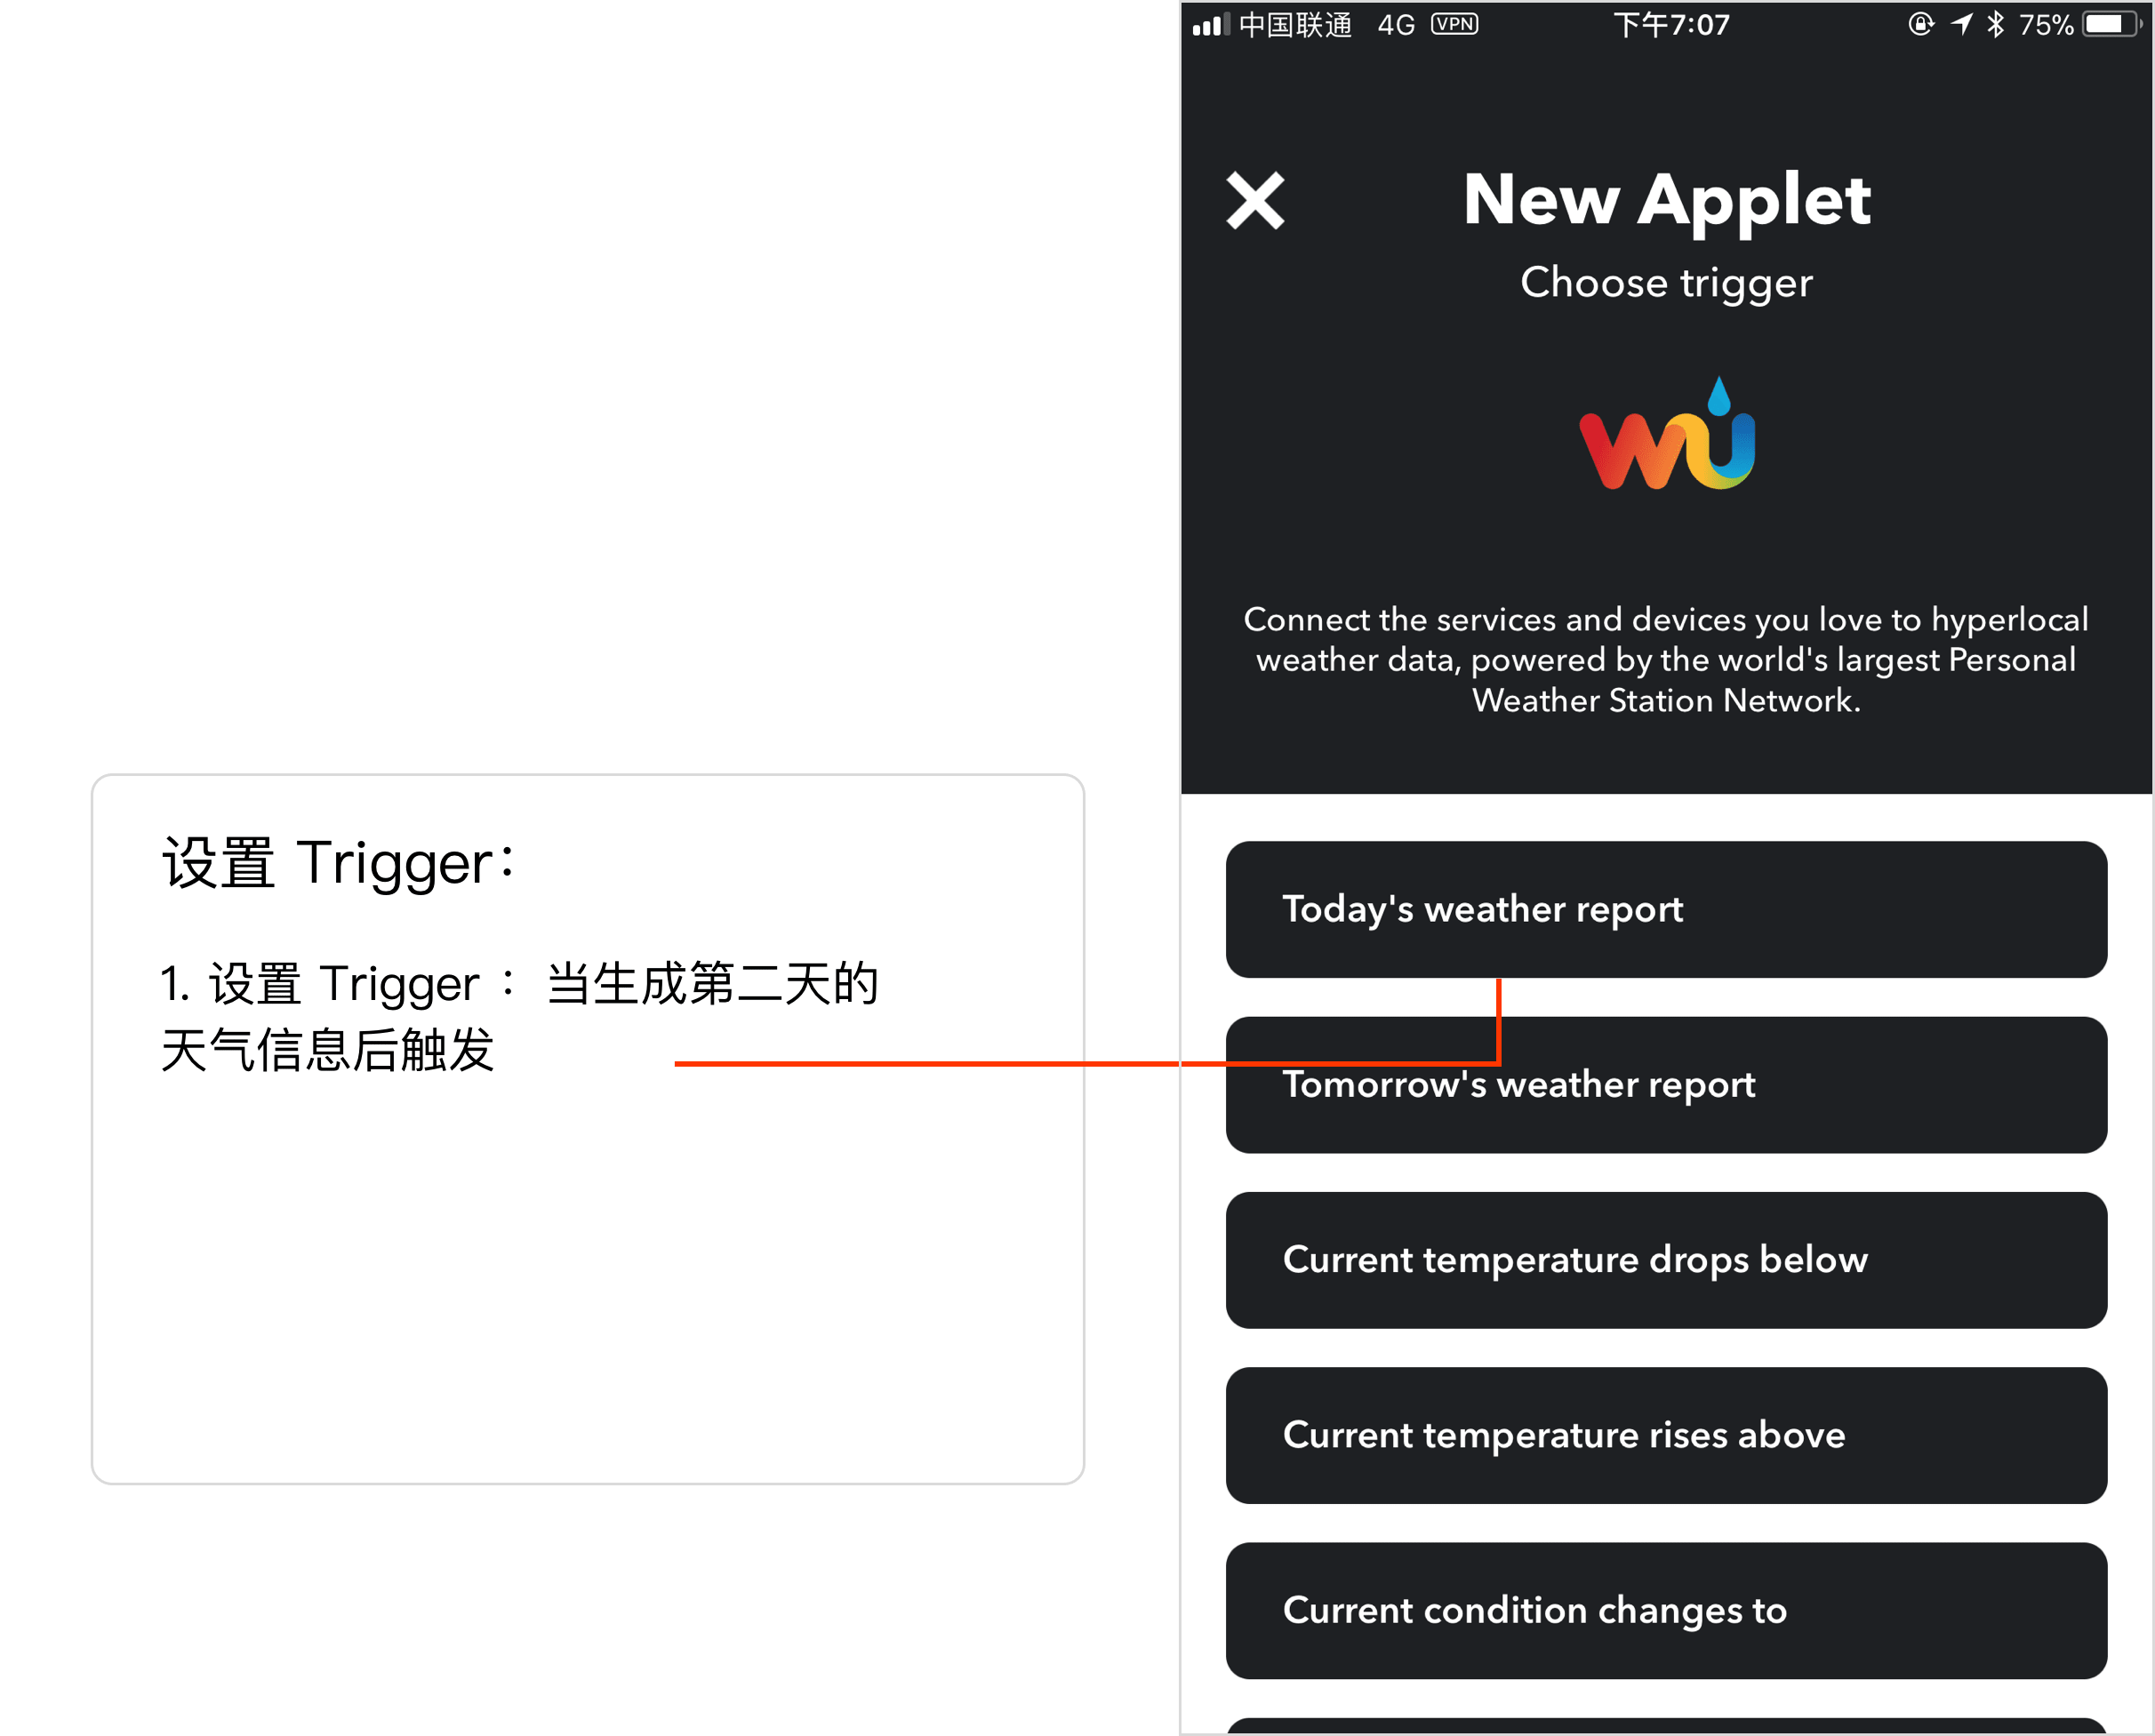 中国联通 4G VPN 下午7:07 75%
New Applet
Choose trigger
wu
Connect the services and devices you love to hyperlocal
weather data, powered by the world's largest Personal
Weather Station Network.
设置 Trigger：
1. 设置 Trigger ： 当生成第二天的
天气信息后触发
Today's weather report
Tomorrow's weather report
Current temperature drops below
Current temperature rises above
Current condition changes to